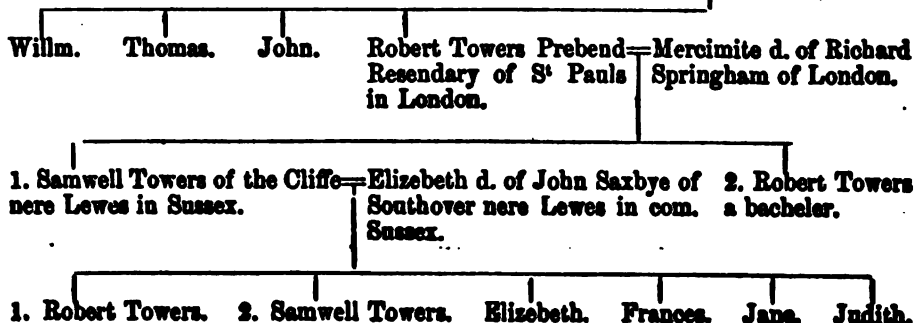 Willm. Thomas. John. Robert Towers Prebend=Mercimite d. of Richard
Resendary of St Pauls Springham of London.
in London.
1. Samwell Towers of the Cliffe=Elizebeth d. of John Saxbye of 2. Robert Towers
nere Lewes in Sussex. Southover nere Lewes in com. a bacheler.
Sussex.
1. Robert Towers. 2. Samwell Towers. Elizebeth. Frances. Jane. Judith.